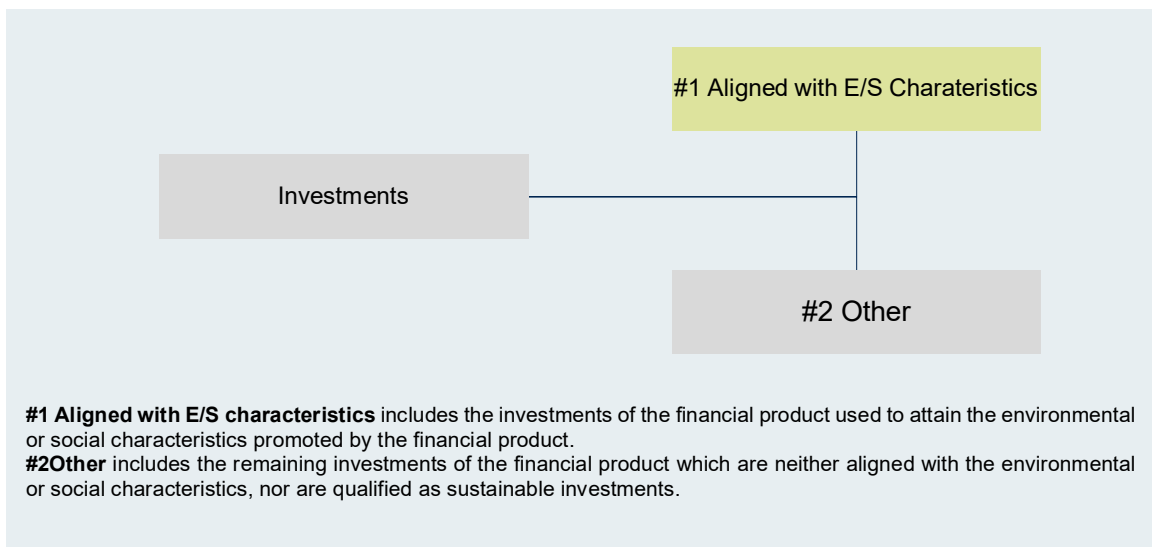 #1 Aligned with E/S Charateristics
Investments
#2 Other
#1 Aligned with E/S characteristics includes the investments of the financial product used to attain the environmental
or social characteristics promoted by the financial product.
#2Other includes the remaining investments of the financial product which are neither aligned with the environmental
or social characteristics, nor are qualified as sustainable investments.